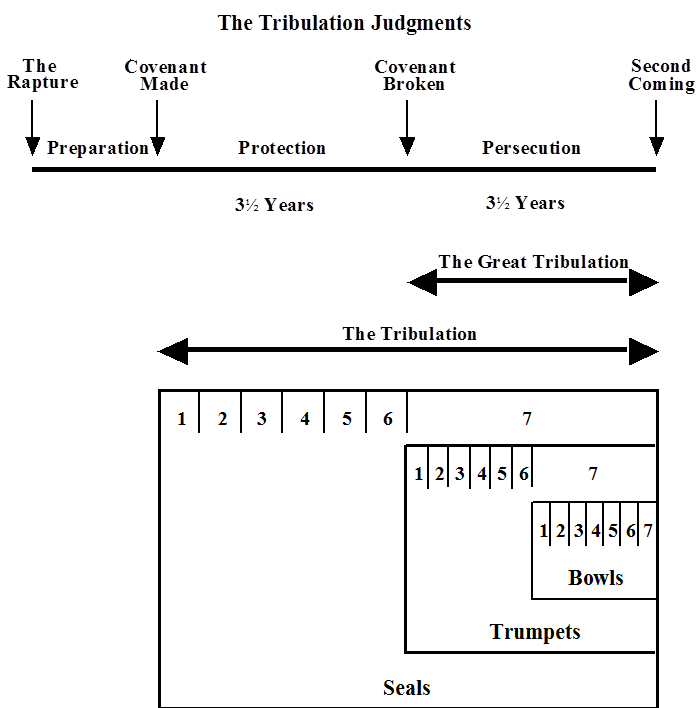 The Tribulation Judgments
The Rapture
Covenant Made
Covenant Broken
Second Coming
Preparation
Protection
Persecution
3½ Years
3½ Years
The Great Tribulation
The Tribulation
1 2 3 4 5 6 7
1 2 3 4 5 6 7
1 2 3 4 5 6 7
Bowls
Trumpets
Seals